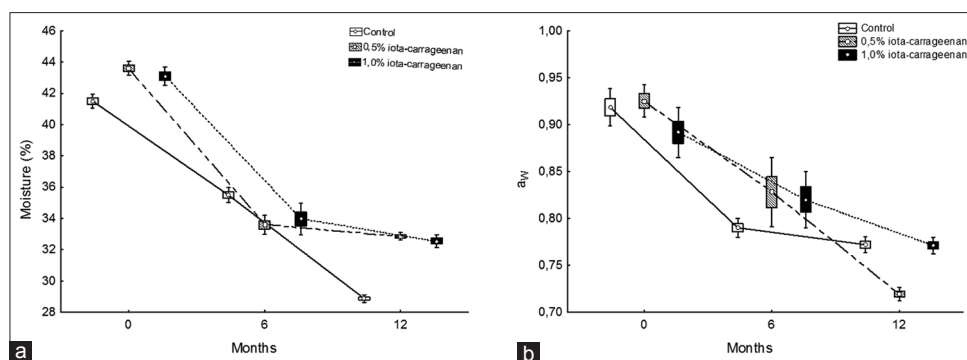 46
44
42
40
38
36
34
32
30
28
Moisture (%)
Control
0,5% iota-carrageenan
1,0% iota-carrageenan
0 6 12
Months
a
1,00
0,95
0,90
0,85
0,80
0,75
0,70
aw
Control
0,5% iota-carrageenan
1,0% iota-carrageenan
0 6 12
Months
b